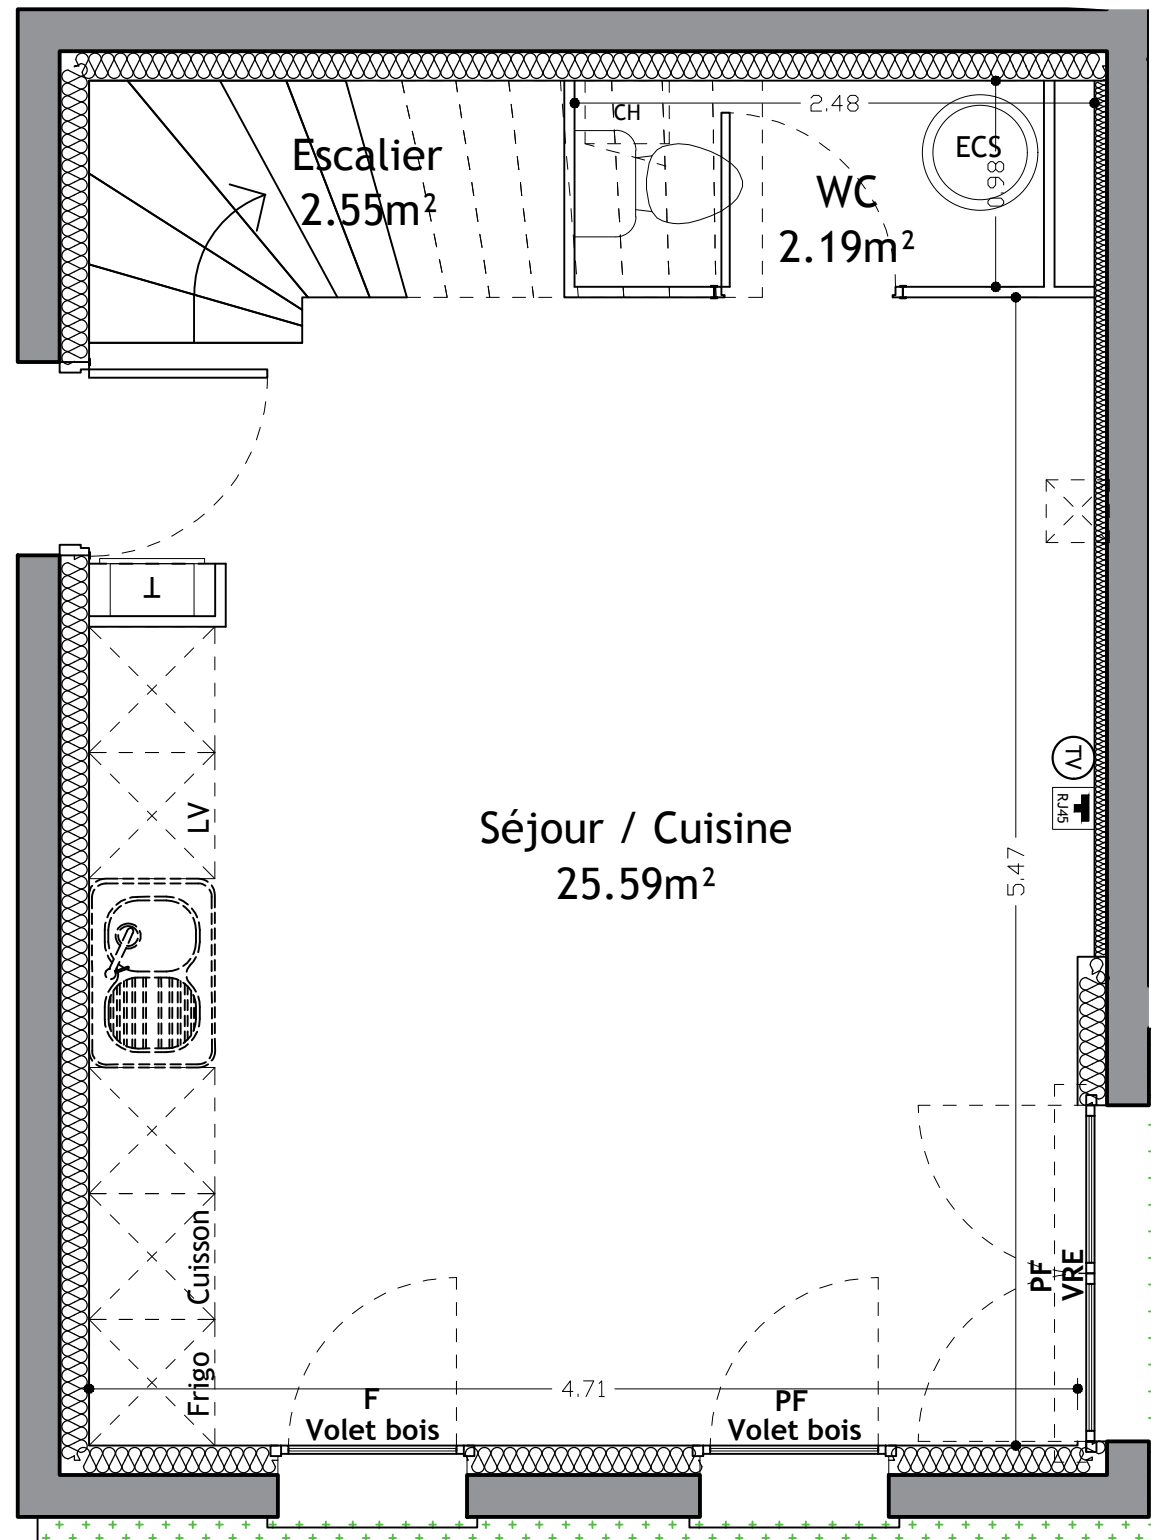 CH
2.48
Escalier
2.55m²
ECS
0.98
WC
2.19m²
T
TV
RJ45
LV
Séjour / Cuisine
25.59m²
5.47
Cuisson
Frigo
PF
VRE
4.71
F
Volet bois
PF
Volet bois